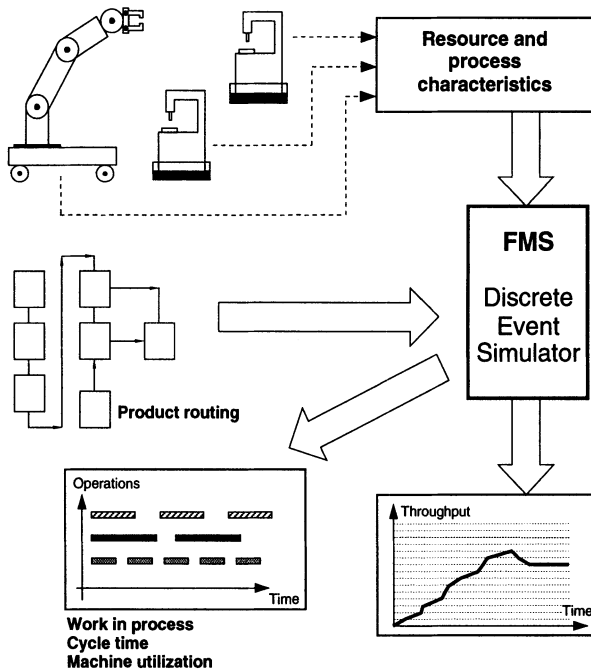 Resource and
process
characteristics
FMS
Discrete
Event
Simulator
Product routing
Operations
Time
Work in process
Cycle time
Machine utilization
Throughput
Time